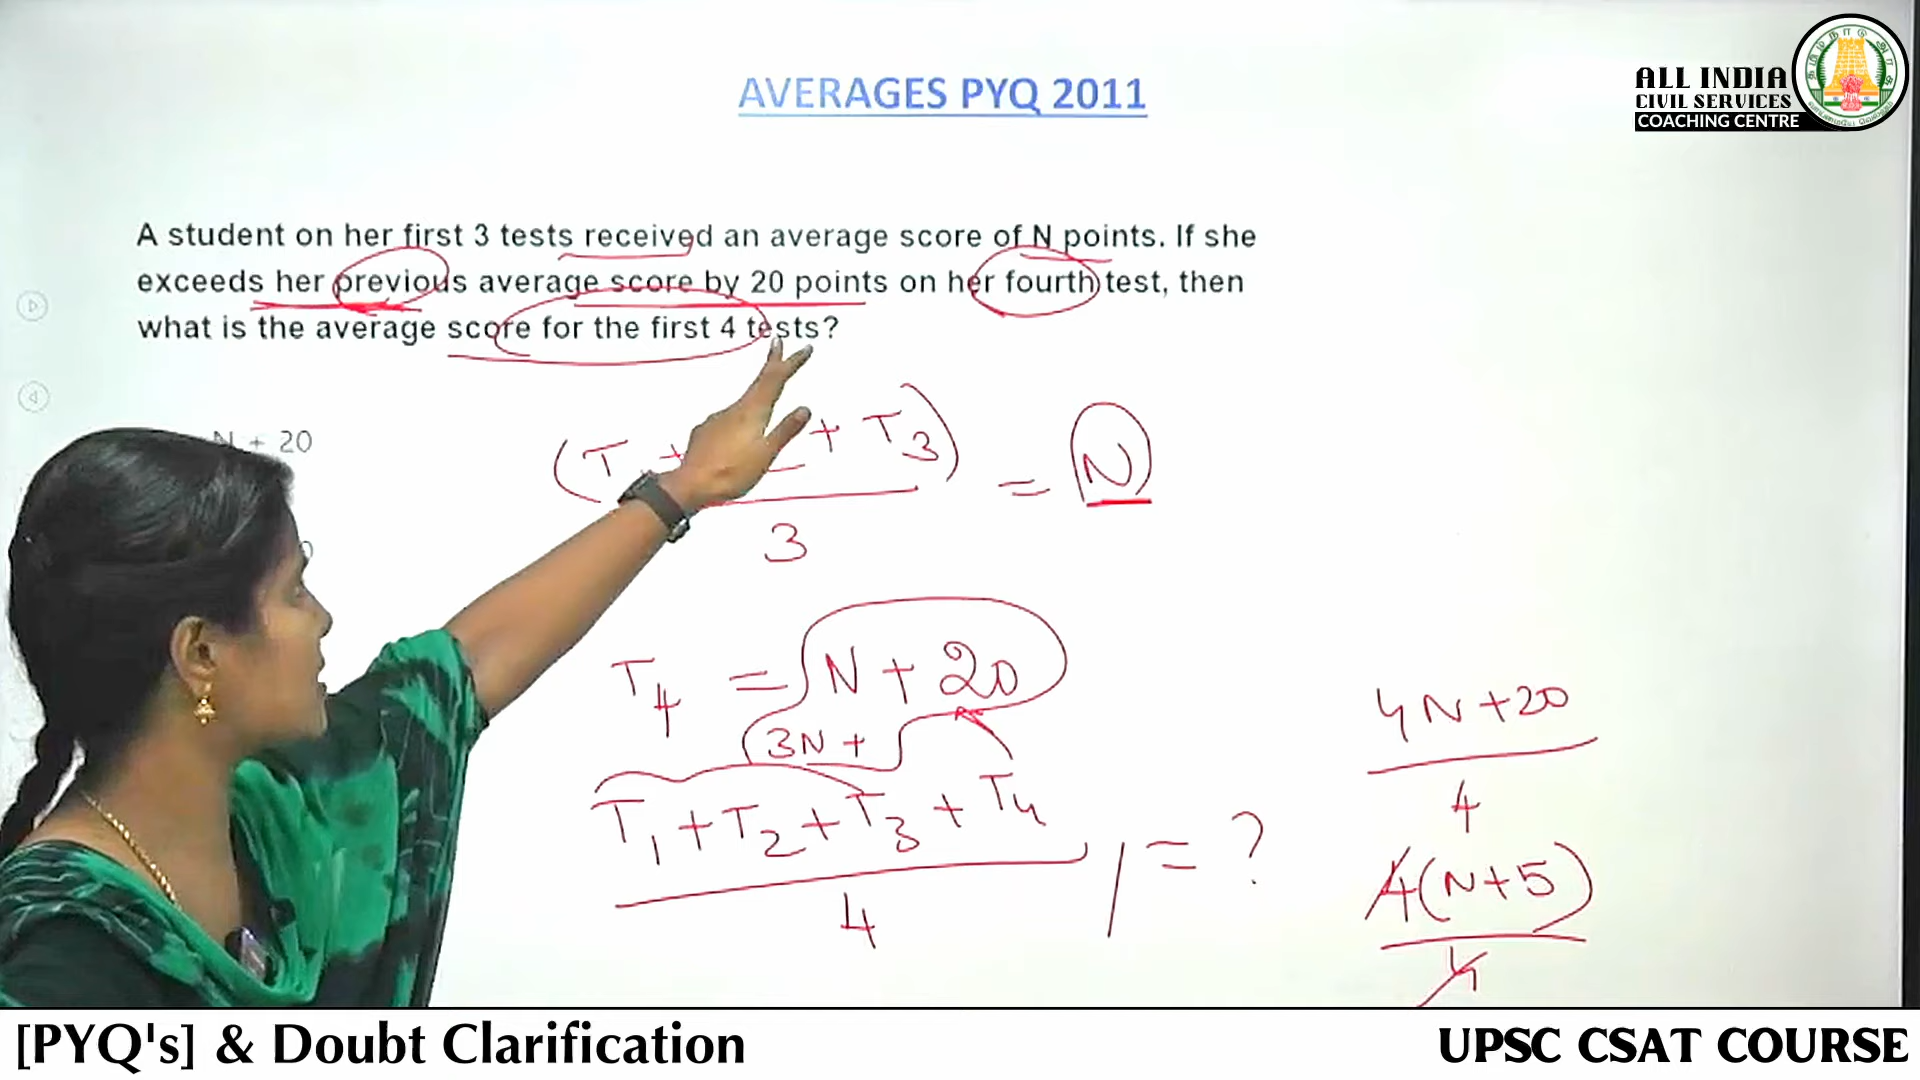 AVERAGES PYQ 2011
ALL INDIA
CIVIL SERVICES
COACHING CENTRE
A student on her first 3 tests received an average score of N points. If she
exceeds her previous average score by 20 points on her fourth test, then
what is the average score for the first 4 tests?
N + 20
(T + + T3)
3
= N
T4 = N + 20
3N +
T1 + T2 + T3 + T4
4
= ?
4N + 20
4
4(N+5)
4
[PYQ's] & Doubt Clarification
UPSC CSAT COURSE